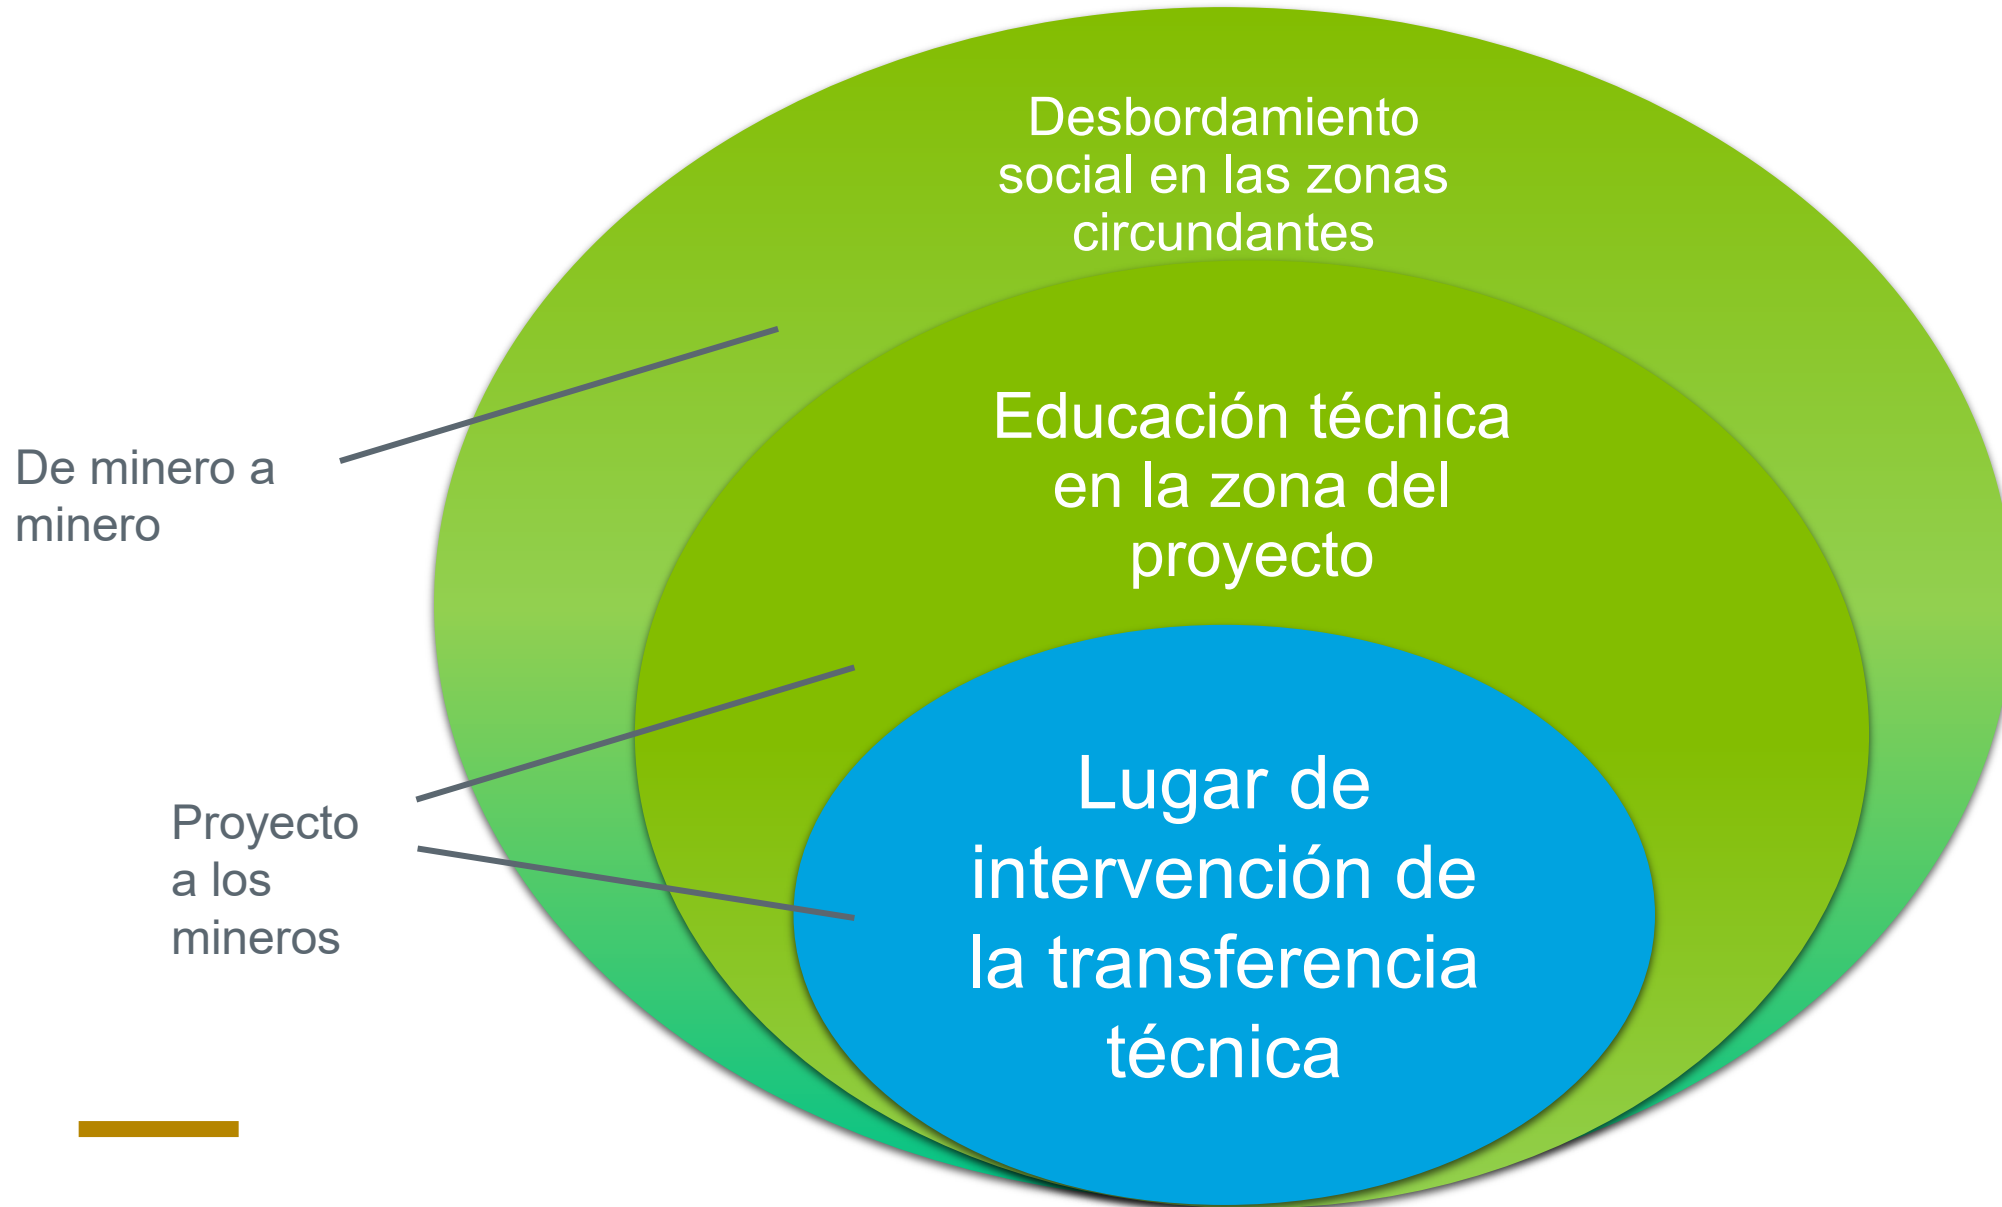 Desbordamiento
social en las zonas
circundantes
Educación técnica
en la zona del
proyecto
De minero a
minero
Lugar de
intervención de
la transferencia
técnica
Proyecto
a los
mineros